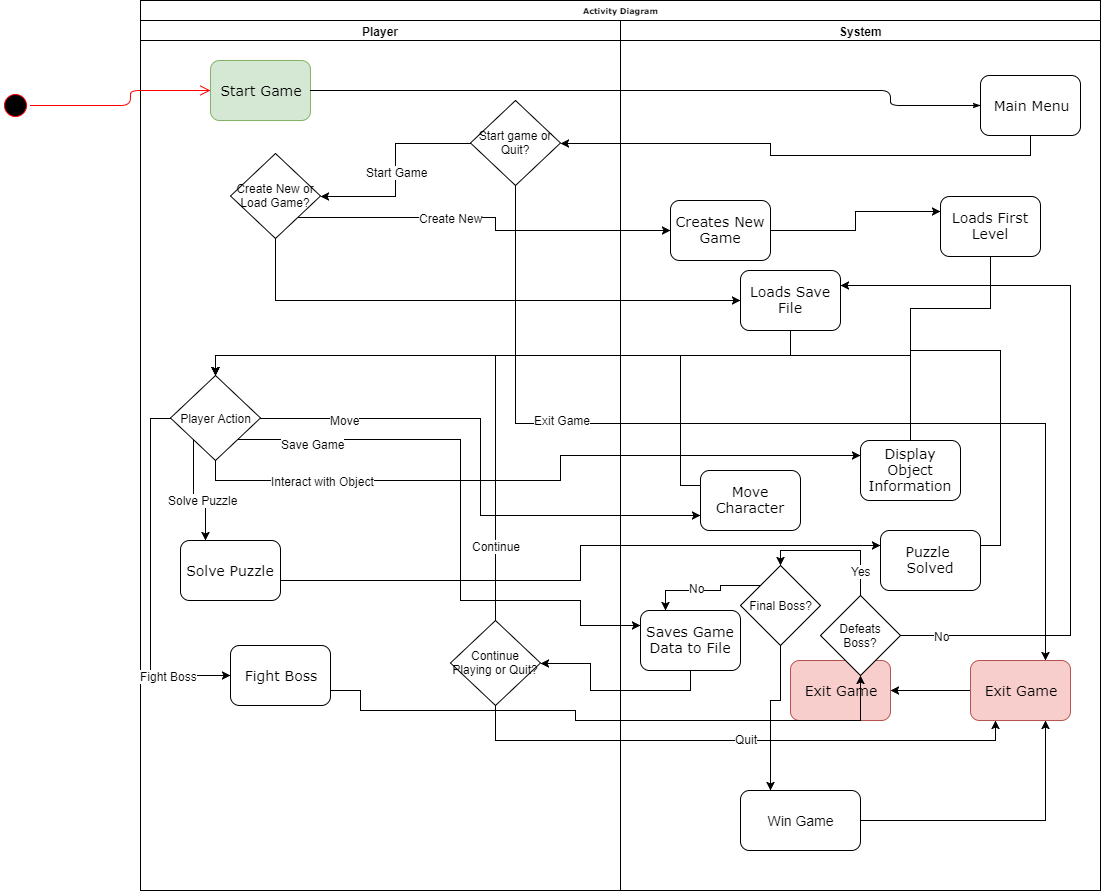 Activity Diagram
Player
System
Start Game
Main Menu
Start game or
Quit?
Start Game
Create New or
Load Game?
Create New
Creates New
Game
Loads First
Level
Loads Save
File
Player Action
Move
Exit Game
Save Game
Display
Object
Information
Interact with Object
Move
Character
Solve Puzzle
Continue
Solve Puzzle
Puzzle
Solved
Yes
No
Final Boss?
Saves Game
Data to File
Defeats
Boss?
No
Continue
Playing or Quit?
Fight Boss
Fight Boss
Exit Game
Exit Game
Quit
Win Game